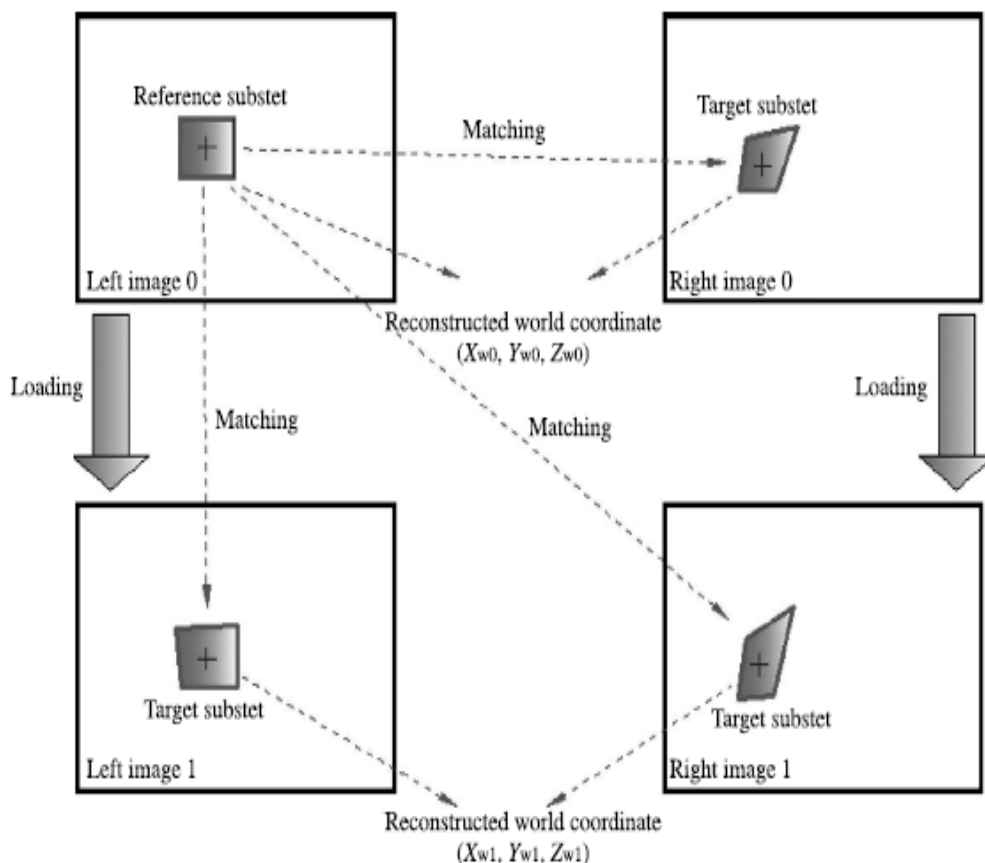 Reference substet
Target substet
Matching
Left image 0
Right image 0
Reconstructed world coordinate
(Xw0, Yw0, Zw0)
Loading
Loading
Matching
Matching
Target substet
Target substet
Left image 1
Right image 1
Reconstructed world coordinate
(Xw1, Yw1, Zw1)